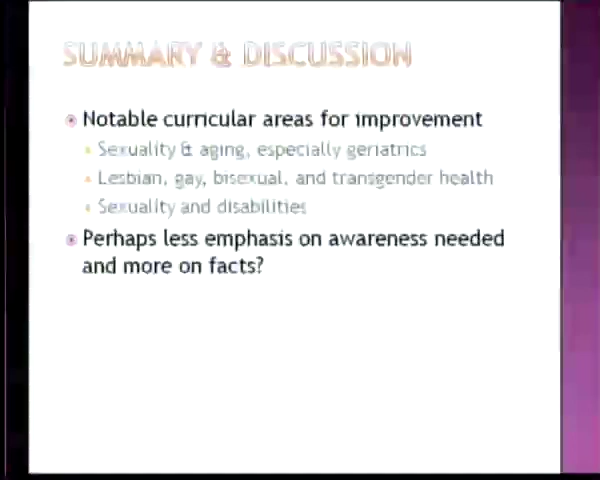 SUMMARY & DISCUSSION
Notable curricular areas for improvement
Sexuality & aging, especially geriatrics
Lesbian, gay, bisexual, and transgender health
Sexuality and disabilities
Perhaps less emphasis on awareness needed
and more on facts?